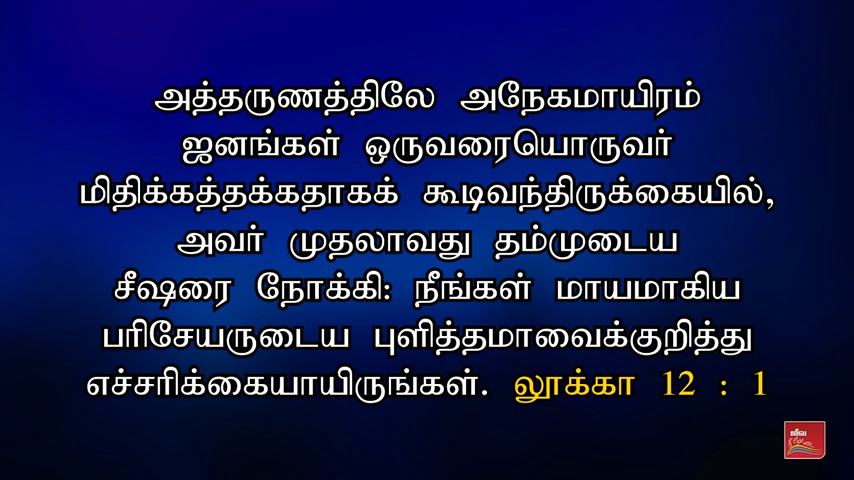 அத்தருணத்திலே அநேகமாயிரம்
ஜனங்கள் ஒருவரையொருவர்
மிதிக்கத்தக்கதாகக் கூடிவந்திருக்கையில்,
அவர் முதலாவது தம்முடைய
சீஷரை நோக்கி: நீங்கள் மாயமாகிய
பரிசேயருடைய புளித்தமாவைக்குறித்து
எச்சரிக்கையாயிருங்கள். லூக்கா 12 : 1
ஜீவ